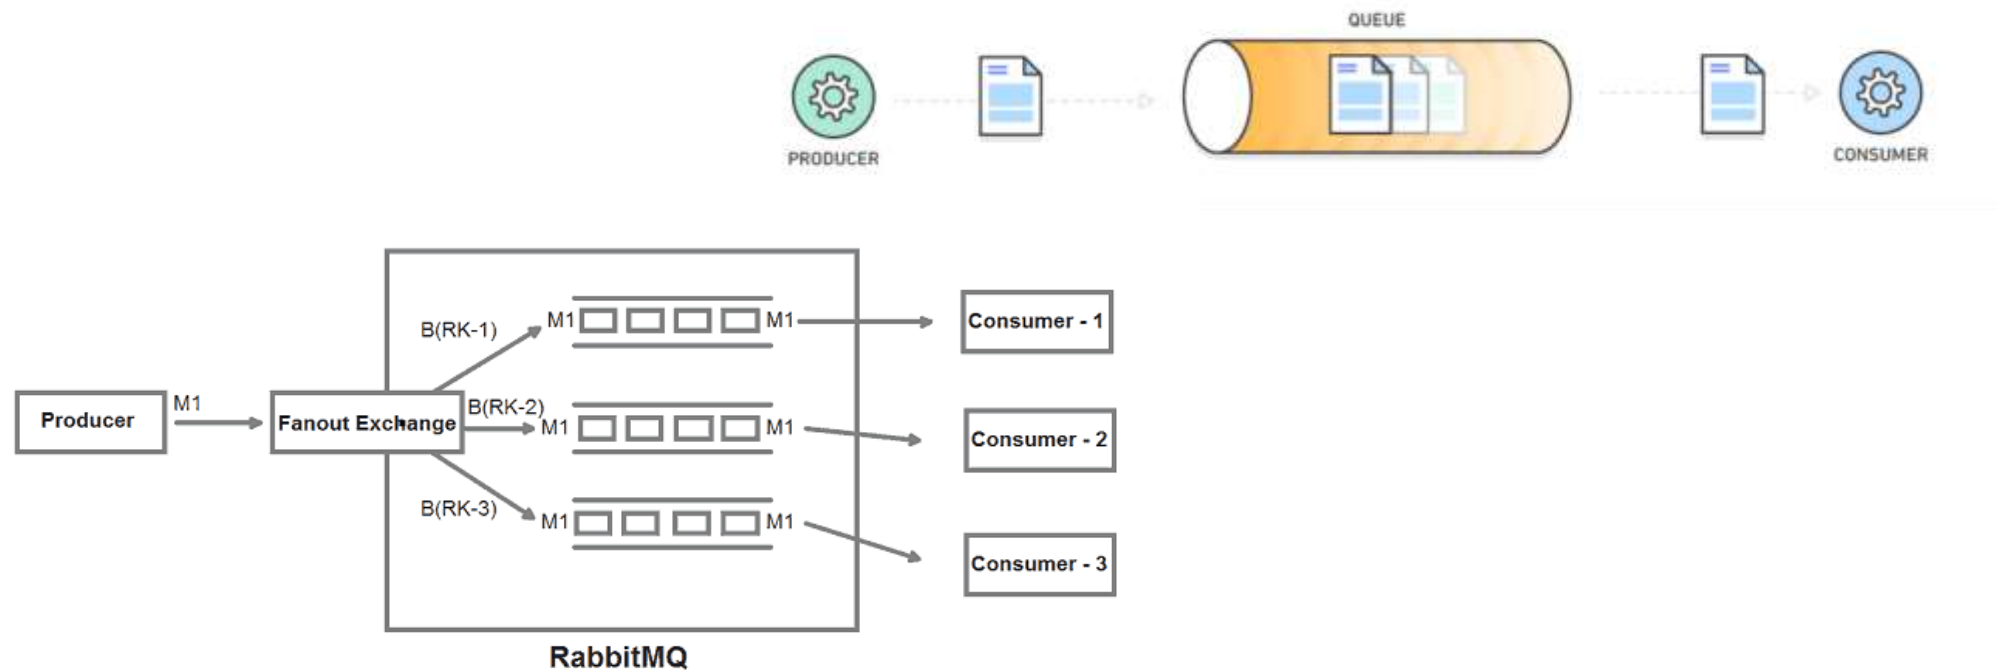 QUEUE
PRODUCER
CONSUMER
B(RK-1)
M1
M1
Consumer - 1
Producer
M1
Fanout Exchange
B(RK-2)
M1
M1
Consumer - 2
B(RK-3)
M1
M1
Consumer - 3
RabbitMQ